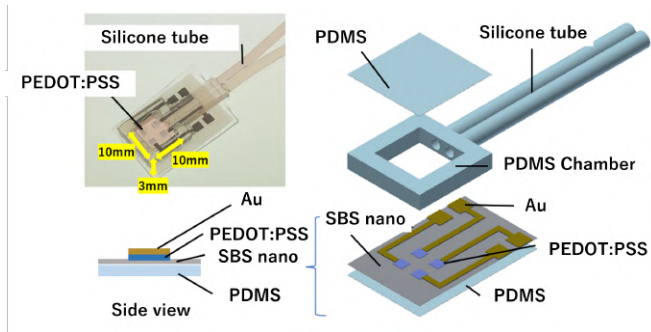 Silicone tube
PEDOT:PSS
10mm
10mm
3mm
Au
PEDOT:PSS
SBS nano
PDMS
Side view
PDMS
Silicone tube
PDMS Chamber
Au
SBS nano
PEDOT:PSS
PDMS